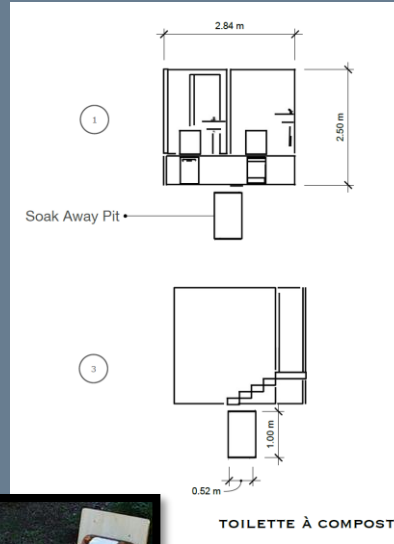 2.84 m
1
2.50 m
Soak Away Pit
3
1.00 m
0.52 m
TOILETTE À COMPOST